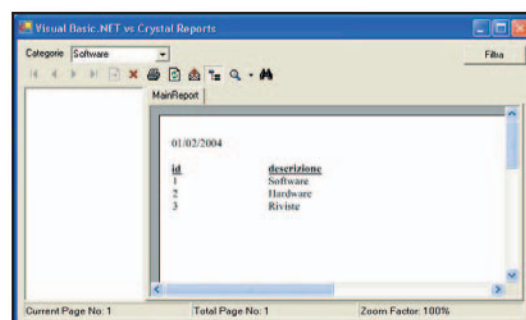 Visual Basic.NET vs Crystal Reports
Categorie Software Filtra
MainReport
01/02/2004
id descrizione
1 Software
2 Hardware
3 Riviste
Current Page No: 1 Total Page No: 1 Zoom Factor: 100%